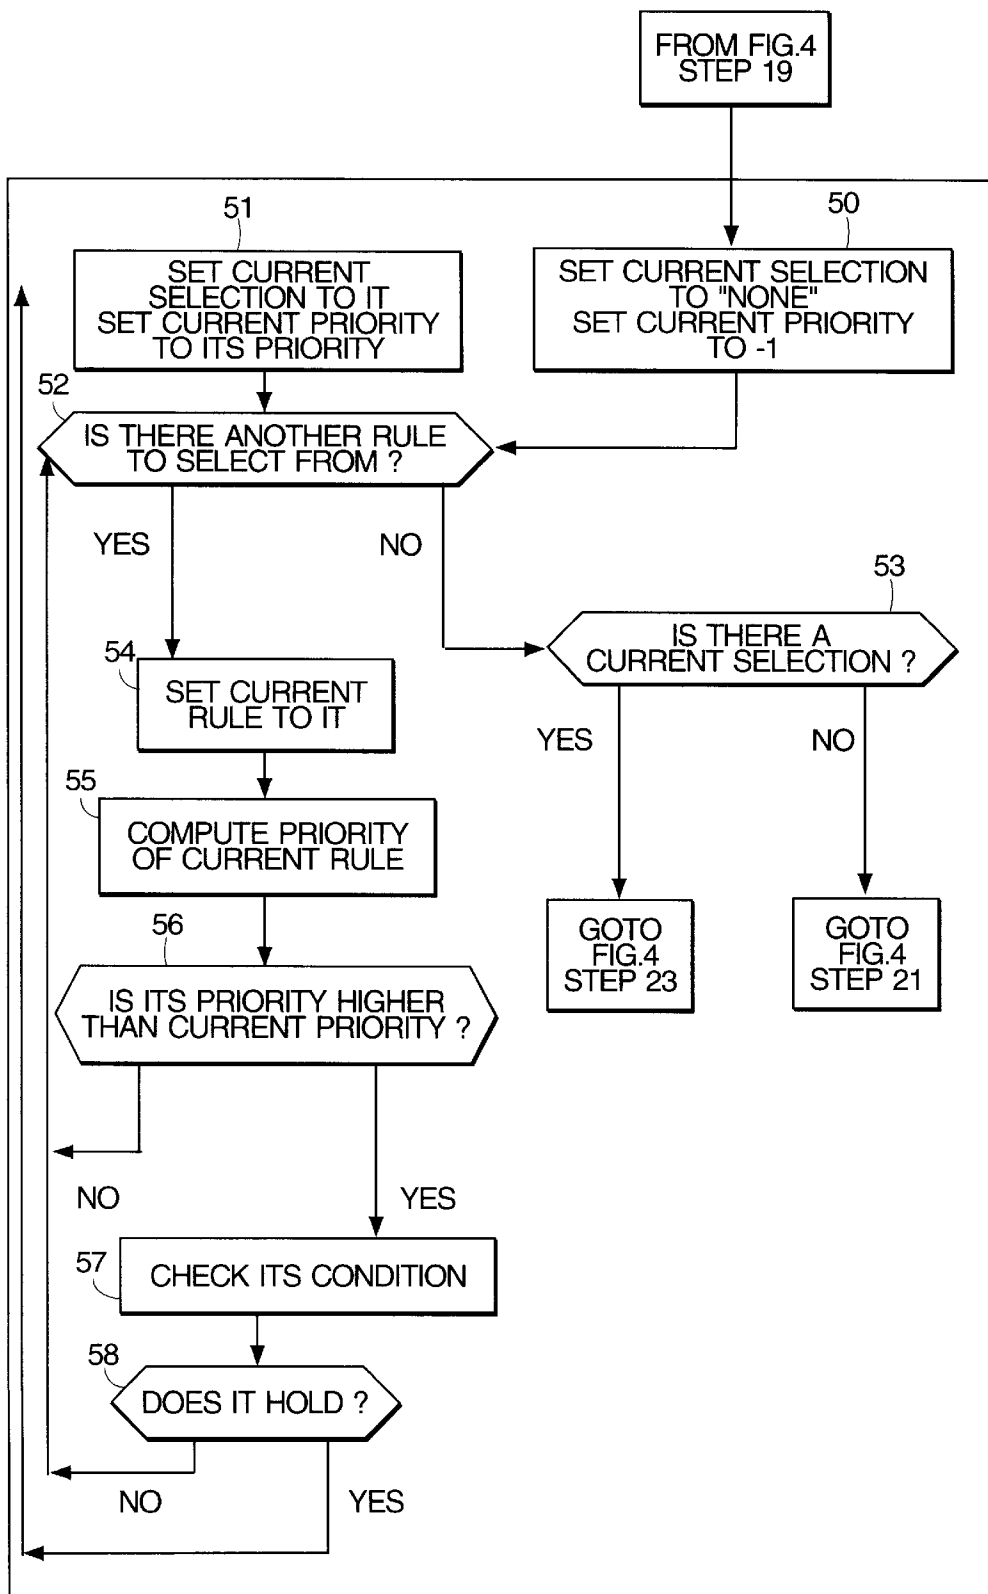 FROM FIG.4
STEP 19
51
SET CURRENT
SELECTION TO IT
SET CURRENT PRIORITY
TO ITS PRIORITY
50
SET CURRENT SELECTION
TO "NONE"
SET CURRENT PRIORITY
TO -1
52
IS THERE ANOTHER RULE
TO SELECT FROM ?
YES
NO
53
IS THERE A
CURRENT SELECTION ?
54
SET CURRENT
RULE TO IT
YES
NO
55
COMPUTE PRIORITY
OF CURRENT RULE
GOTO
FIG.4
STEP 23
GOTO
FIG.4
STEP 21
56
IS ITS PRIORITY HIGHER
THAN CURRENT PRIORITY ?
NO
YES
57
CHECK ITS CONDITION
58
DOES IT HOLD ?
NO
YES